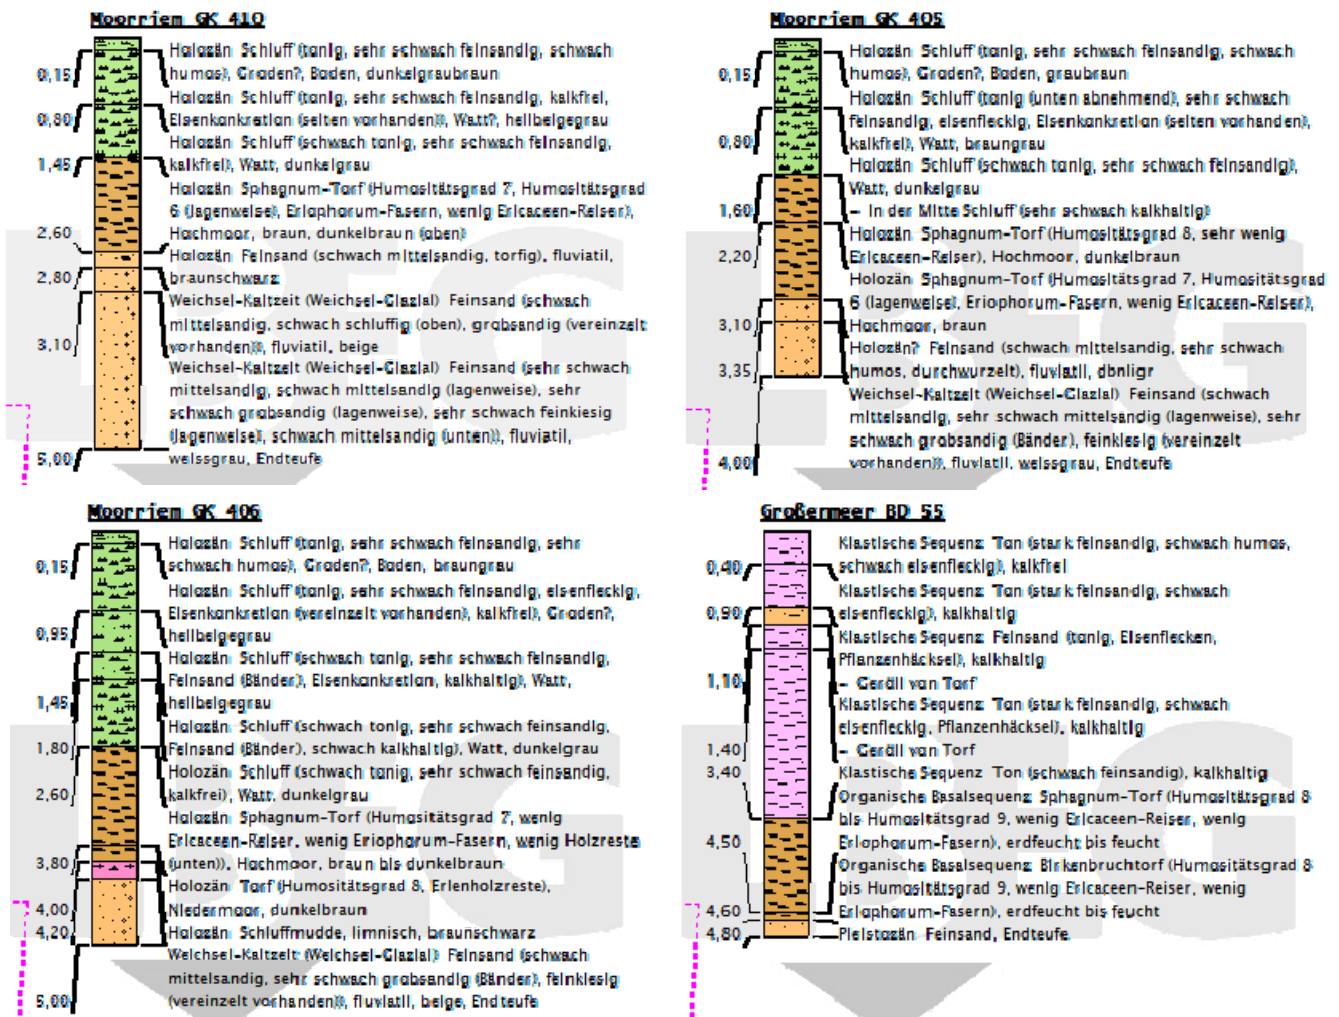 Moorriem GK 410
Holozän Schluff (tonig, sehr schwach feinsandig, schwach
0,15 humos), Groden?, Boden, dunkelgraubraun
Holozän Schluff (tonig, sehr schwach feinsandig, kalkfrei,
0,80 Eisenkonkretion (selten vorhanden)), Watt?, hellbeigegrau
Holozän Schluff (schwach tonig, sehr schwach feinsandig,
1,45 kalkfrei), Watt, dunkelgrau
Holozän Sphagnum-Torf (Humositätsgrad 7, Humositätsgrad
6 (lagenweise), Eriophorum-Fasern, wenig Ericaceen-Reiser),
2,60 Hochmoor, braun, dunkelbraun (oben)
Holozän Feinsand (schwach mittelsandig, torfig), fluviatil,
2,80 braunschwarz
Weichsel-Kaltzeit (Weichsel-Glazial) Feinsand (schwach
mittelsandig, schwach schluffig (oben), grobsandig (vereinzelt
3,10 vorhanden)), fluviatil, beige
Weichsel-Kaltzeit (Weichsel-Glazial) Feinsand (sehr schwach
mittelsandig, schwach mittelsandig (lagenweise), sehr
schwach grobsandig (lagenweise), sehr schwach feinkiesig
(lagenweise), schwach mittelsandig (unten)), fluviatil,
5,00 weissgrau, Endteufe
Moorriem GK 405
Holozän Schluff (tonig, sehr schwach feinsandig, schwach
0,15 humos), Groden?, Boden, graubraun
Holozän Schluff (tonig (unten abnehmend), sehr schwach
feinsandig, eisenfleckig, Eisenkonkretion (selten vorhanden),
0,80 kalkfrei), Watt, braungrau
Holozän Schluff (schwach tonig, sehr schwach feinsandig),
Watt, dunkelgrau
1,60 - In der Mitte Schluff (sehr schwach kalkhaltig)
Holozän Sphagnum-Torf (Humositätsgrad 8, sehr wenig
2,20 Ericaceen-Reiser), Hochmoor, dunkelbraun
Holozän Sphagnum-Torf (Humositätsgrad 7, Humositätsgrad
6 (lagenweise), Eriophorum-Fasern, wenig Ericaceen-Reiser),
3,10 Hochmoor, braun
Holozän? Feinsand (schwach mittelsandig, sehr schwach
3,35 humos, durchwurzelt), fluviatil, dbnligr
Weichsel-Kaltzeit (Weichsel-Glazial) Feinsand (schwach
mittelsandig, sehr schwach mittelsandig (lagenweise), sehr
schwach grobsandig (Bänder), feinkiesig (vereinzelt
4,00 vorhanden)), fluviatil, weissgrau, Endteufe
Moorriem GK 406
Holozän Schluff (tonig, sehr schwach feinsandig, sehr
0,15 schwach humos), Groden?, Boden, braungrau
Holozän Schluff (tonig, sehr schwach feinsandig, eisenfleckig,
Eisenkonkretion (vereinzelt vorhanden), kalkfrei), Groden?,
0,95 hellbeigegrau
Holozän Schluff (schwach tonig, sehr schwach feinsandig,
Feinsand (Bänder), Eisenkonkretion, kalkhaltig), Watt,
1,45 hellbeigegrau
Holozän Schluff (schwach tonig, sehr schwach feinsandig,
1,80 Feinsand (Bänder), schwach kalkhaltig), Watt, dunkelgrau
Holozän Schluff (schwach tonig, sehr schwach feinsandig,
2,60 kalkfrei), Watt, dunkelgrau
Holozän Sphagnum-Torf (Humositätsgrad 7, wenig
Ericaceen-Reiser, wenig Eriophorum-Fasern, wenig Holzreste
3,80 (unten)), Hochmoor, braun bis dunkelbraun
Holozän Torf (Humositätsgrad 8, Erlenholzreste),
4,00 Niedermoor, dunkelbraun
4,20 Holozän Schluffmudde, limnisch, braunschwarz
Weichsel-Kaltzeit (Weichsel-Glazial) Feinsand (schwach
mittelsandig, sehr schwach grobsandig (Bänder), feinkiesig
5,00 (vereinzelt vorhanden)), fluviatil, beige, Endteufe
Großermeer BD 55
Klastische Sequenz Ton (stark feinsandig, schwach humos,
0,40 schwach eisenfleckig), kalkfrei
Klastische Sequenz Ton (stark feinsandig, schwach
0,90 eisenfleckig), kalkhaltig
Klastische Sequenz Feinsand (tonig, Eisenflecken,
Pflanzenhäcksel), kalkhaltig
1,10 - Geröll von Torf
Klastische Sequenz Ton (stark feinsandig, schwach
eisenfleckig, Pflanzenhäcksel), kalkhaltig
1,40 - Geröll von Torf
3,40 Klastische Sequenz Ton (schwach feinsandig), kalkhaltig
Organische Basalsequenz Sphagnum-Torf (Humositätsgrad 8
bis Humositätsgrad 9, wenig Ericaceen-Reiser, wenig
4,50 Eriophorum-Fasern), erdfeucht bis feucht
Organische Basalsequenz Birkenbruchtorf (Humositätsgrad 8
bis Humositätsgrad 9, wenig Ericaceen-Reiser, wenig
4,60 Eriophorum-Fasern), erdfeucht bis feucht
4,80 Pleistozän Feinsand, Endteufe